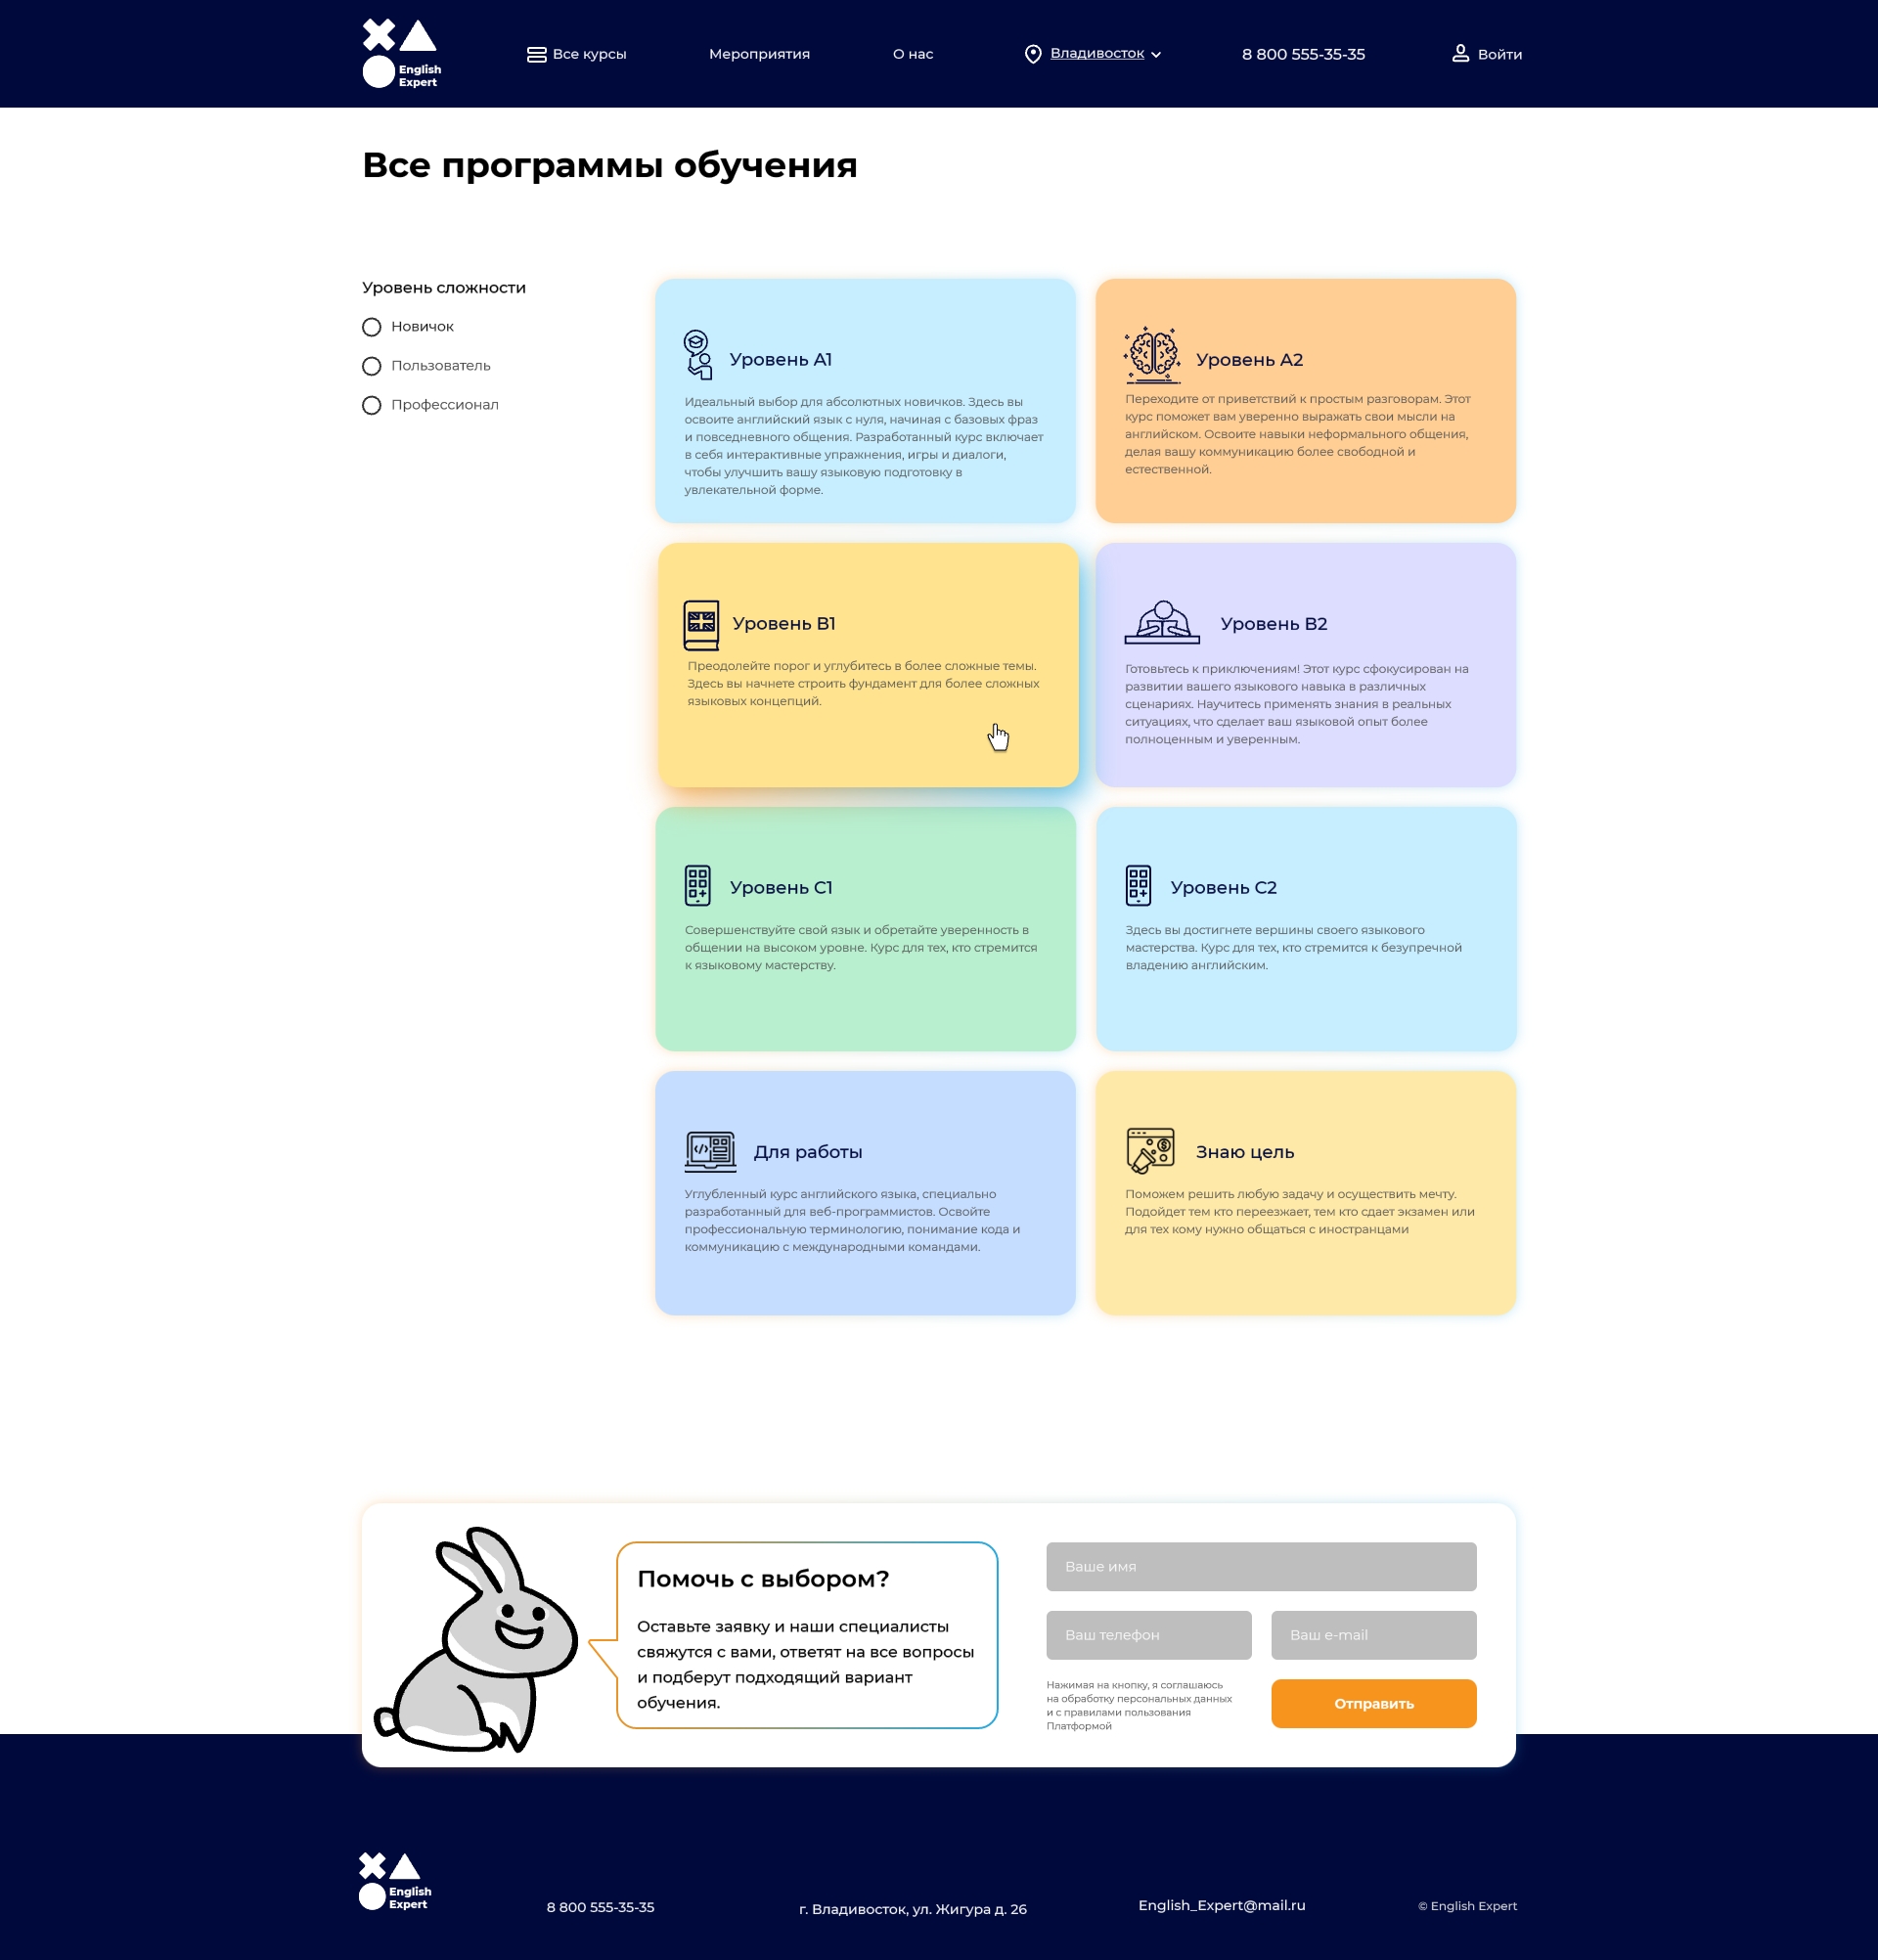 English
Expert
Все курсы
Мероприятия
О нас
Владивосток
8 800 555-35-35
Войти
Все программы обучения
Уровень сложности
Новичок
Пользователь
Профессионал
Уровень А1
Идеальный выбор для абсолютных новичков. Здесь вы
освоите английский язык с нуля, начиная с базовых фраз
и повседневного общения. Разработанный курс включает
в себя интерактивные упражнения, игры и диалоги,
чтобы улучшить вашу языковую подготовку в
увлекательной форме.
Уровень А2
Переходите от приветствий к простым разговорам. Этот
курс поможет вам уверенно выражать свои мысли на
английском. Освоите навыки неформального общения,
делая вашу коммуникацию более свободной и
естественной.
Уровень B1
Преодолейте порог и углубитесь в более сложные темы.
Здесь вы начнете строить фундамент для более сложных
языковых концепций.
Уровень B2
Готовьтесь к приключениям! Этот курс сфокусирован на
развитии вашего языкового навыка в различных
сценариях. Научитесь применять знания в реальных
ситуациях, что сделает ваш языковой опыт более
полноценным и уверенным.
Уровень C1
Совершенствуйте свой язык и обретайте уверенность в
общении на высоком уровне. Курс для тех, кто стремится
к языковому мастерству.
Уровень C2
Здесь вы достигнете вершины своего языкового
мастерства. Курс для тех, кто стремится к безупречной
владению английским.
Для работы
Углубленный курс английского языка, специально
разработанный для веб-программистов. Освойте
профессиональную терминологию, понимание кода и
коммуникацию с международными командами.
Знаю цель
Поможем решить любую задачу и осуществить мечту.
Подойдет тем кто переезжает, тем кто сдает экзамен или
для тех кому нужно общаться с иностранцами
Помочь с выбором?
Оставьте заявку и наши специалисты
свяжутся с вами, ответят на все вопросы
и подберут подходящий вариант
обучения.
Ваше имя
Ваш телефон
Ваш e-mail
Нажимая на кнопку, я соглашаюсь
на обработку персональных данных
и с правилами пользования
Платформой
Отправить
English
Expert
8 800 555-35-35
г. Владивосток, ул. Жигура д. 26
English_Expert@mail.ru
© English Expert